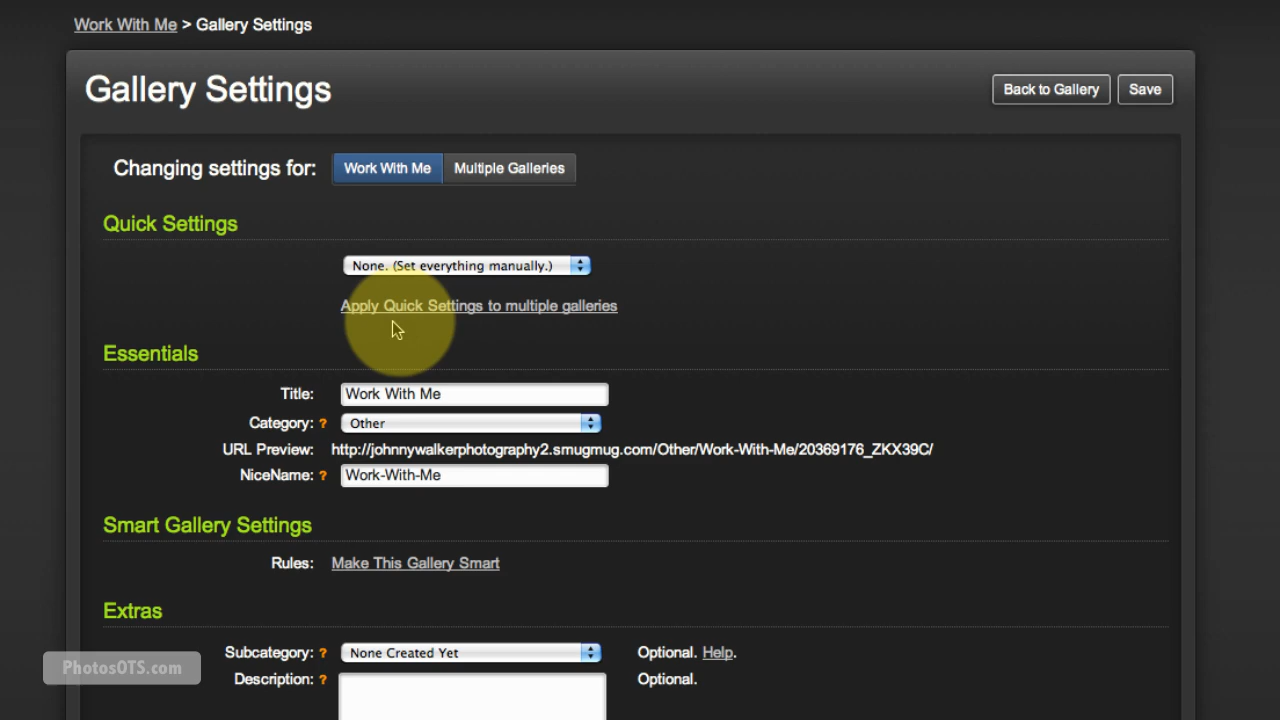 Work With Me > Gallery Settings
Gallery Settings
Back to Gallery
Save
Changing settings for: Work With Me Multiple Galleries
Quick Settings
None. (Set everything manually.)
Apply Quick Settings to multiple galleries
Essentials
Title: Work With Me
Category: ? Other
URL Preview: http://johnnywalkerphotography2.smugmug.com/Other/Work-With-Me/20369176_ZKX39C/
NiceName: ? Work-With-Me
Smart Gallery Settings
Rules: Make This Gallery Smart
Extras
Subcategory: ? None Created Yet Optional. Help.
PhotosOTS.com
Description: ? Optional.